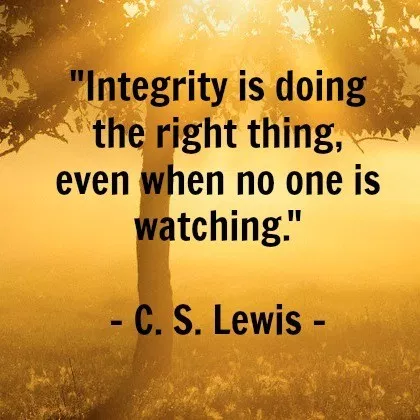 "Integrity is doing
the right thing,
even when no one is
watching."
- C. S. Lewis -